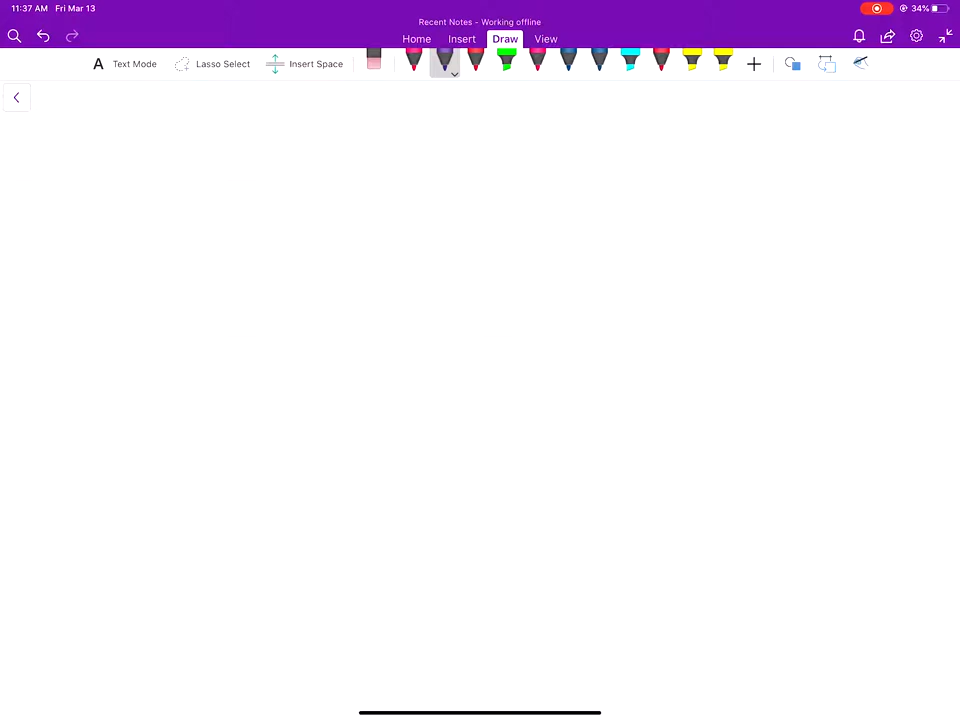 11:37 AM Fri Mar 13
34%
Recent Notes - Working offline
Home Insert Draw View
A Text Mode Lasso Select Insert Space